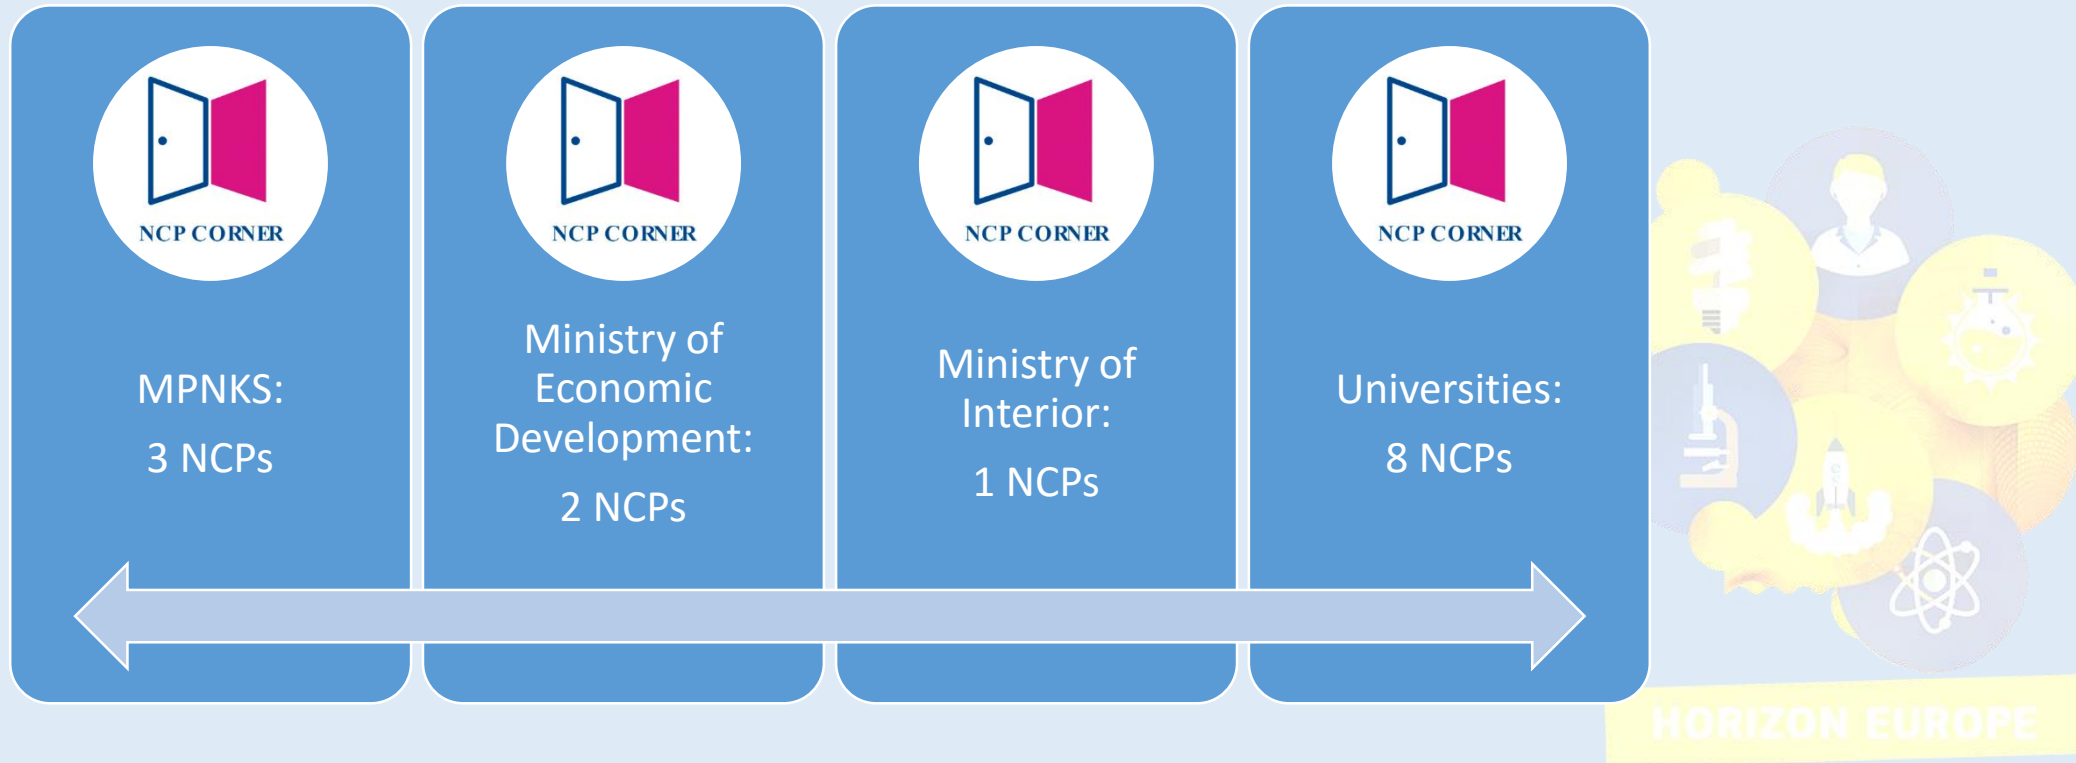 NCP CORNER
MPNKS:
3 NCPs
NCP CORNER
Ministry of
Economic
Development:
2 NCPs
NCP CORNER
Ministry of
Interior:
1 NCPs
NCP CORNER
Universities:
8 NCPs
HORIZON EUROPE